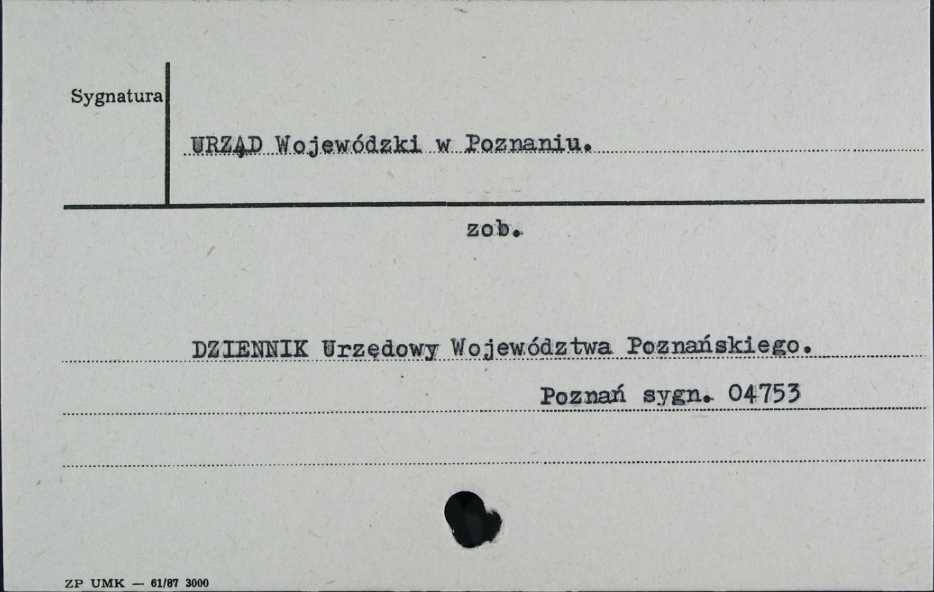 Sygnatura
URZĄD Wojewódzki w Poznaniu.
zob.
DZIENNIK Urzędowy Województwa Poznańskiego.
Poznań sygn. 04753
ZP UMK — 61/87 3000